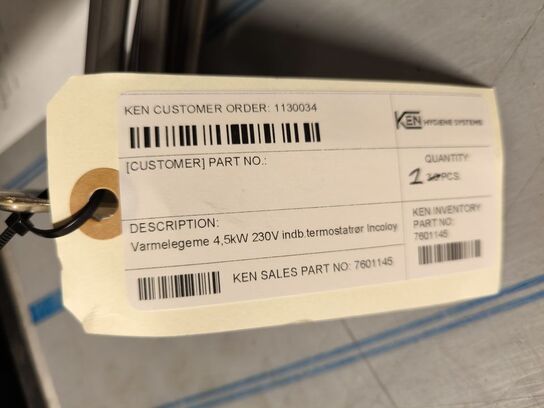 KEN CUSTOMER ORDER: 1130034
KEN HYGIENE SYSTEMS
[CUSTOMER] PART NO.:
QUANTITY:
2 PCS.
DESCRIPTION:
Varmelegeme 4,5kW 230V indb.termostatrør Incoloy
KEN INVENTORY
PART NO:
7601145
KEN SALES PART NO: 7601145